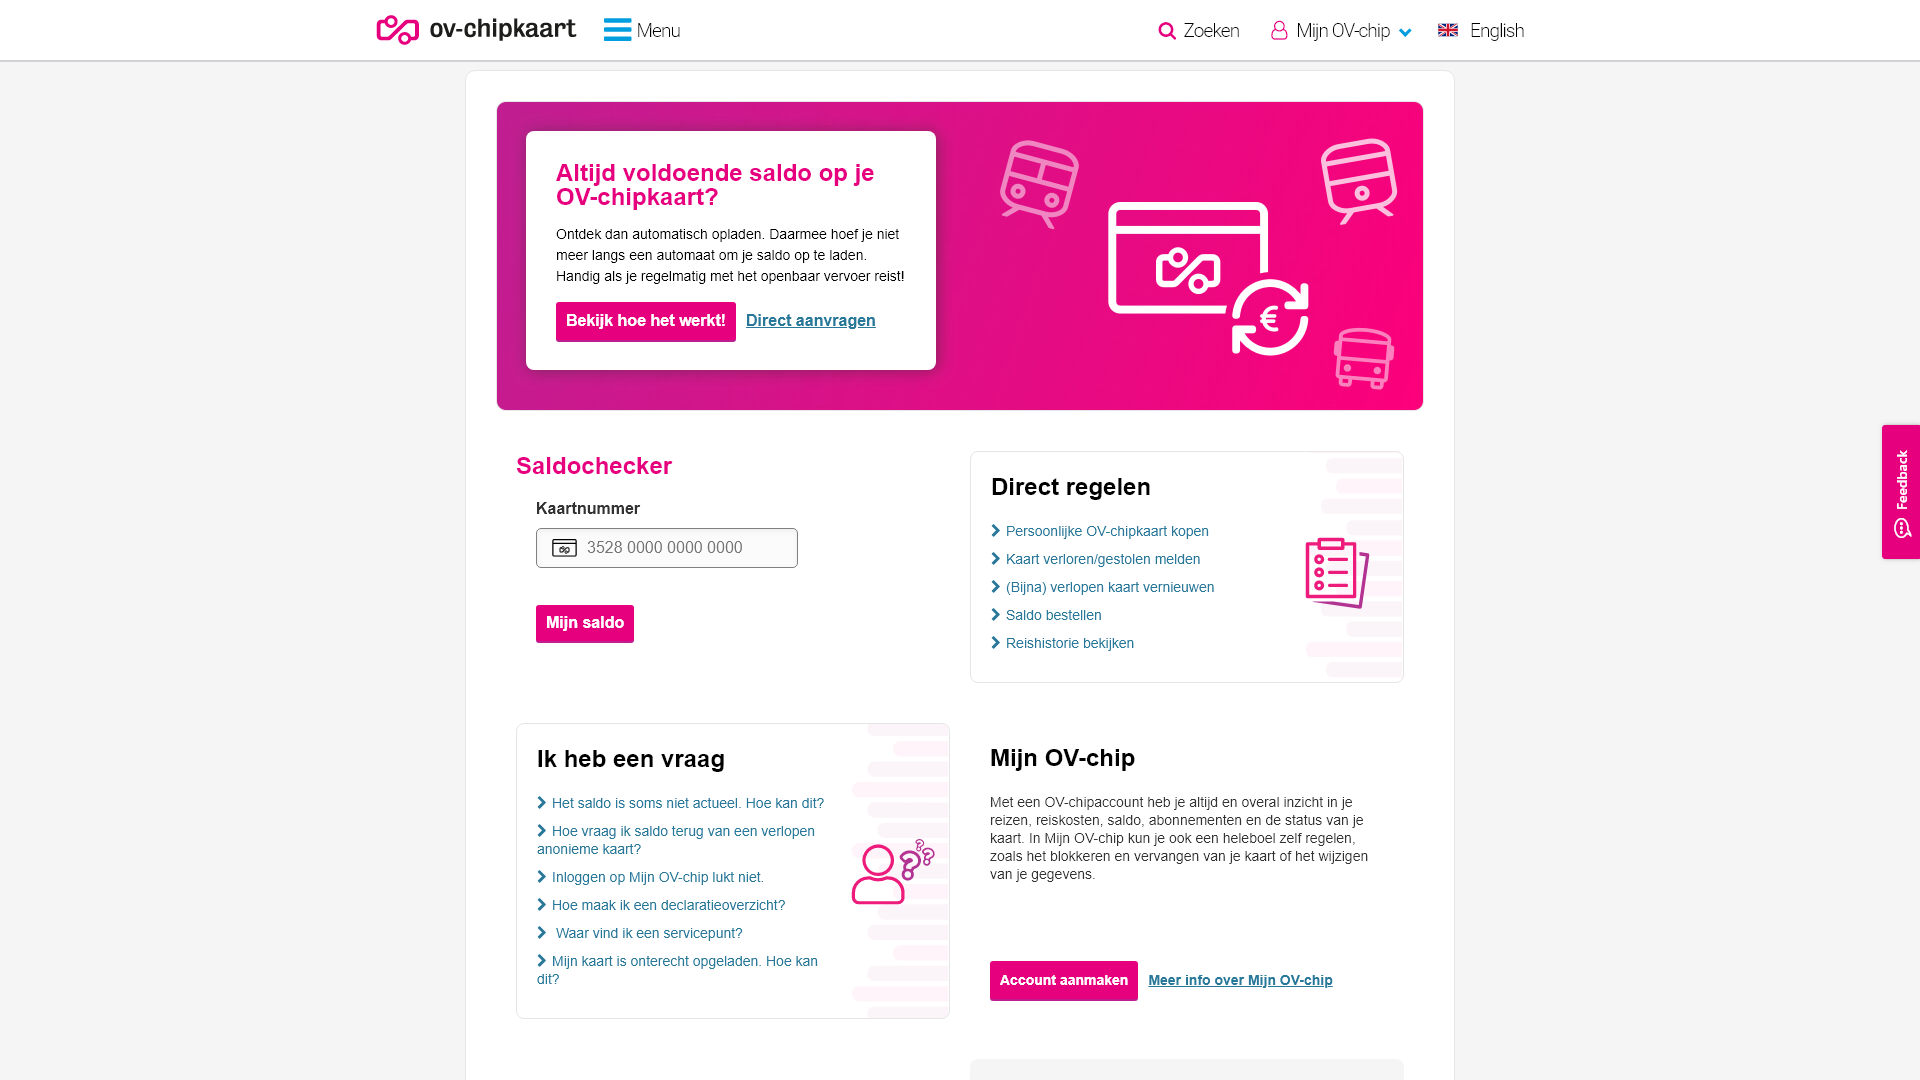 ov-chipkaart
Menu
Zoeken
Mijn OV-chip
English
Altijd voldoende saldo op je
OV-chipkaart?
Ontdek dan automatisch opladen. Daarmee hoef je niet
meer langs een automaat om je saldo op te laden.
Handig als je regelmatig met het openbaar vervoer reist!
Bekijk hoe het werkt! Direct aanvragen
€
Feedback
Saldochecker
Kaartnummer
3528 0000 0000 0000
Mijn saldo
Direct regelen
Persoonlijke OV-chipkaart kopen
Kaart verloren/gestolen melden
(Bijna) verlopen kaart vernieuwen
Saldo bestellen
Reishistorie bekijken
Ik heb een vraag
Het saldo is soms niet actueel. Hoe kan dit?
Hoe vraag ik saldo terug van een verlopen
anonieme kaart?
Inloggen op Mijn OV-chip lukt niet.
Hoe maak ik een declaratieoverzicht?
Waar vind ik een servicepunt?
Mijn kaart is onterecht opgeladen. Hoe kan
dit?
???
Mijn OV-chip
Met een OV-chipaccount heb je altijd en overal inzicht in je
reizen, reiskosten, saldo, abonnementen en de status van je
kaart. In Mijn OV-chip kun je ook een heleboel zelf regelen,
zoals het blokkeren en vervangen van je kaart of het wijzigen
van je gegevens.
Account aanmaken Meer info over Mijn OV-chip